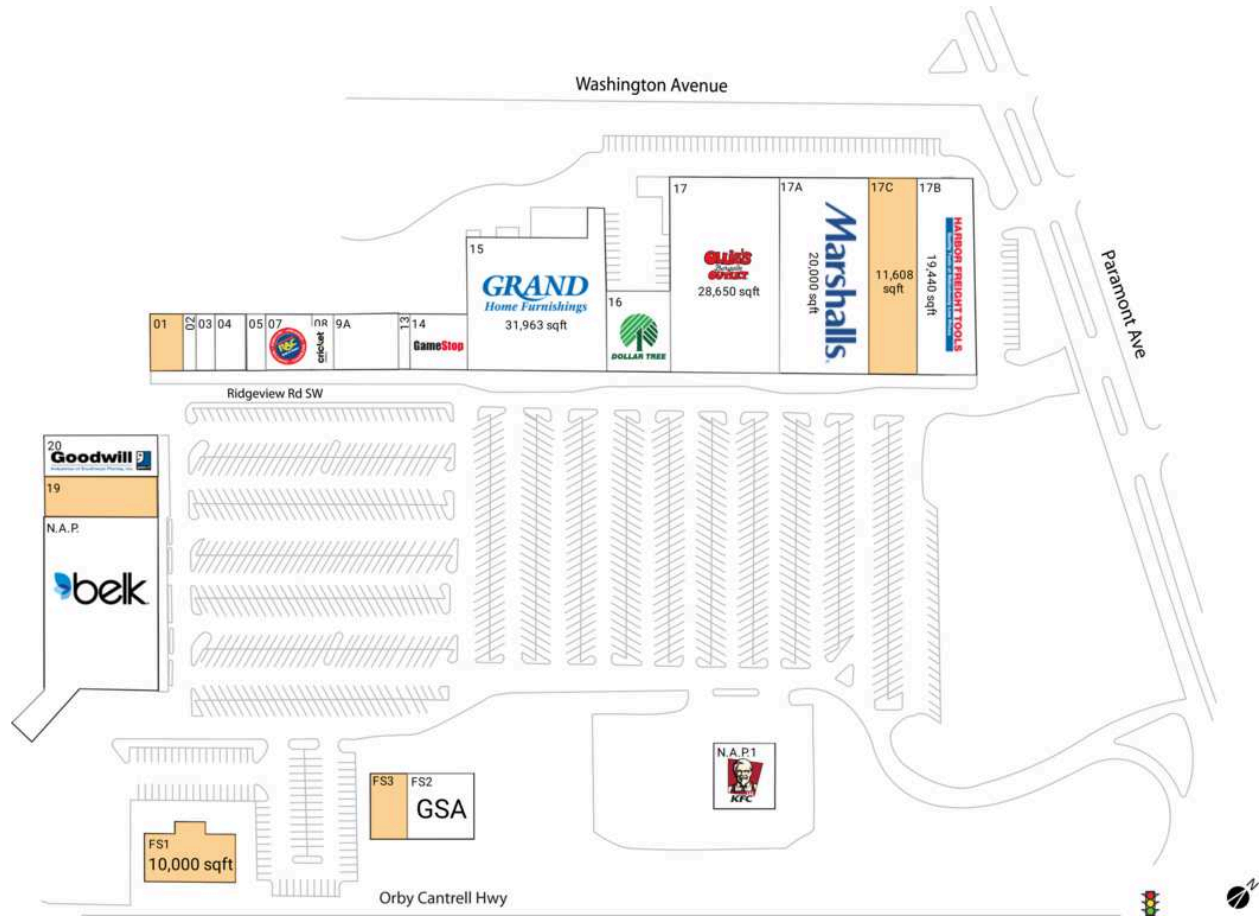 Washington Avenue
Paramont Ave
17
OLLIE'S
Bargain
OUTLET
28,650 sqft
17A
Marshalls
20,000 sqft
17C
11,608
sqft
17B
HARBOR FREIGHT TOOLS
19,440 sqft
15
GRAND
Home Furnishings
31,963 sqft
16
DOLLAR TREE
01
02
03
04
05
07
RAC
08
cricket
9A
13
14
GameStop
Ridgeview Rd SW
20
Goodwill
19
N.A.P.
belk
N.A.P.1
KFC
FS3
FS2
GSA
FS1
10,000 sqft
Orby Cantrell Hwy
N